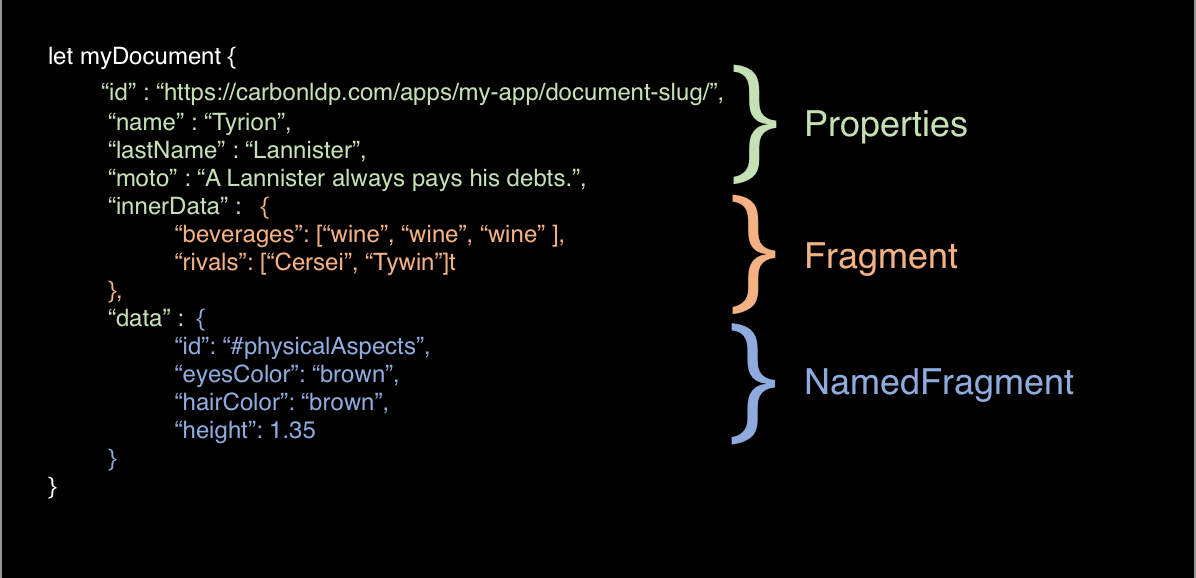 let myDocument {
“id” : “https://carbonldp.com/apps/my-app/document-slug/”,
“name” : “Tyrion”,
“lastName” : “Lannister”,
“moto” : “A Lannister always pays his debts.”,
“innerData” : {
“beverages”: [“wine”, “wine”, “wine” ],
“rivals”: [“Cersei”, “Tywin”]t
},
“data” : {
“id”: “#physicalAspects”,
“eyesColor”: “brown”,
“hairColor”: “brown”,
“height”: 1.35
}
}
} Properties
} Fragment
} NamedFragment